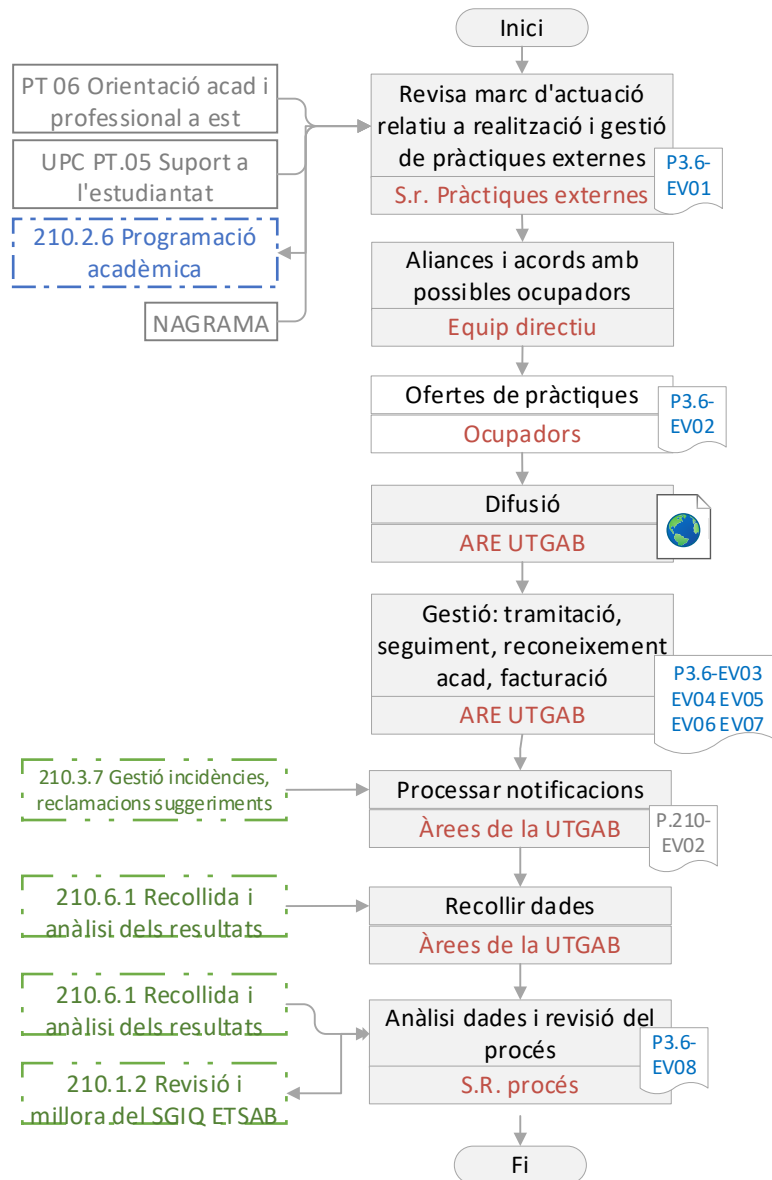 Inici
PT 06 Orientació acad i
professional a est
UPC PT.05 Suport a
l'estudiantat
210.2.6 Programació
acadèmica
NAGRAMA
Revisa marc d'actuació
relatiu a realització i gestió
de pràctiques externes
S.r. Pràctiques externes
P3.6-
EV01
Aliances i acords amb
possibles ocupadors
Equip directiu
Ofertes de pràctiques
Ocupadors
P3.6-
EV02
Difusió
ARE UTGAB
Gestió: tramitació,
seguiment, reconeixement
acad, facturació
ARE UTGAB
P3.6-EV03
EV04 EV05
EV06 EV07
210.3.7 Gestió incidències,
reclamacions suggeriments
Processar notificacions
Àrees de la UTGAB
P.210-
EV02
210.6.1 Recollida i
anàlisi dels resultats
Recollir dades
Àrees de la UTGAB
210.6.1 Recollida i
anàlisi dels resultats
210.1.2 Revisió i
millora del SGIQ ETSAB
Anàlisi dades i revisió del
procés
S.R. procés
P3.6-
EV08
Fi